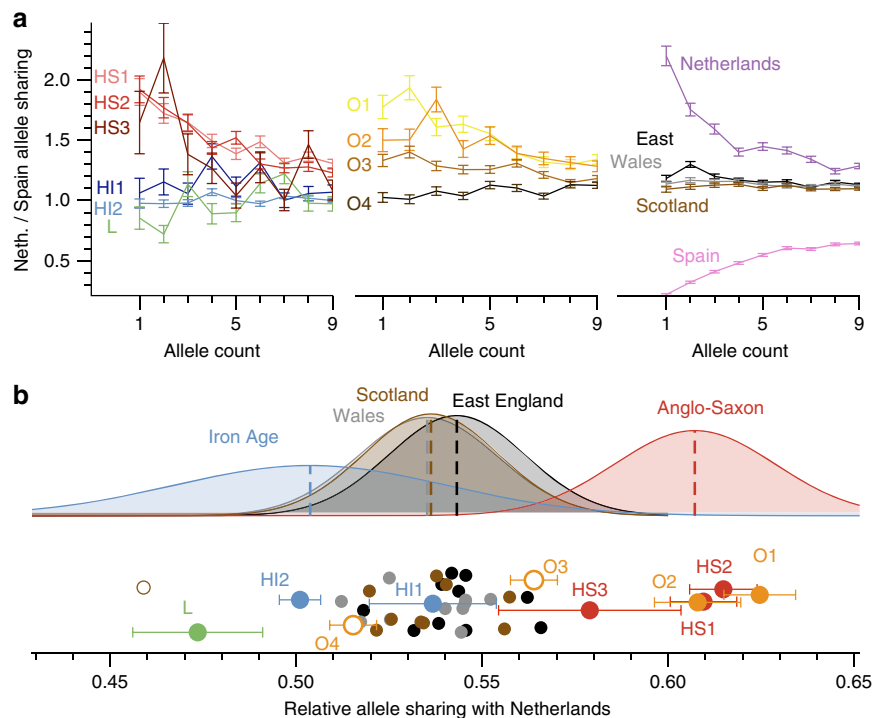 a
Neth. / Spain allele sharing
2.0
1.5
1.0
0.5
HS1
HS2
HS3
HI1
HI2
L
1
5
9
Allele count
O1
O2
O3
O4
1
5
9
Allele count
Netherlands
East
Wales
Scotland
Spain
1
5
9
Allele count
b
Scotland
Wales
East England
Iron Age
Anglo-Saxon
O3
O1
HI2
HI1
HS3
O2
HS2
L
O4
HS1
0.45
0.50
0.55
0.60
0.65
Relative allele sharing with Netherlands